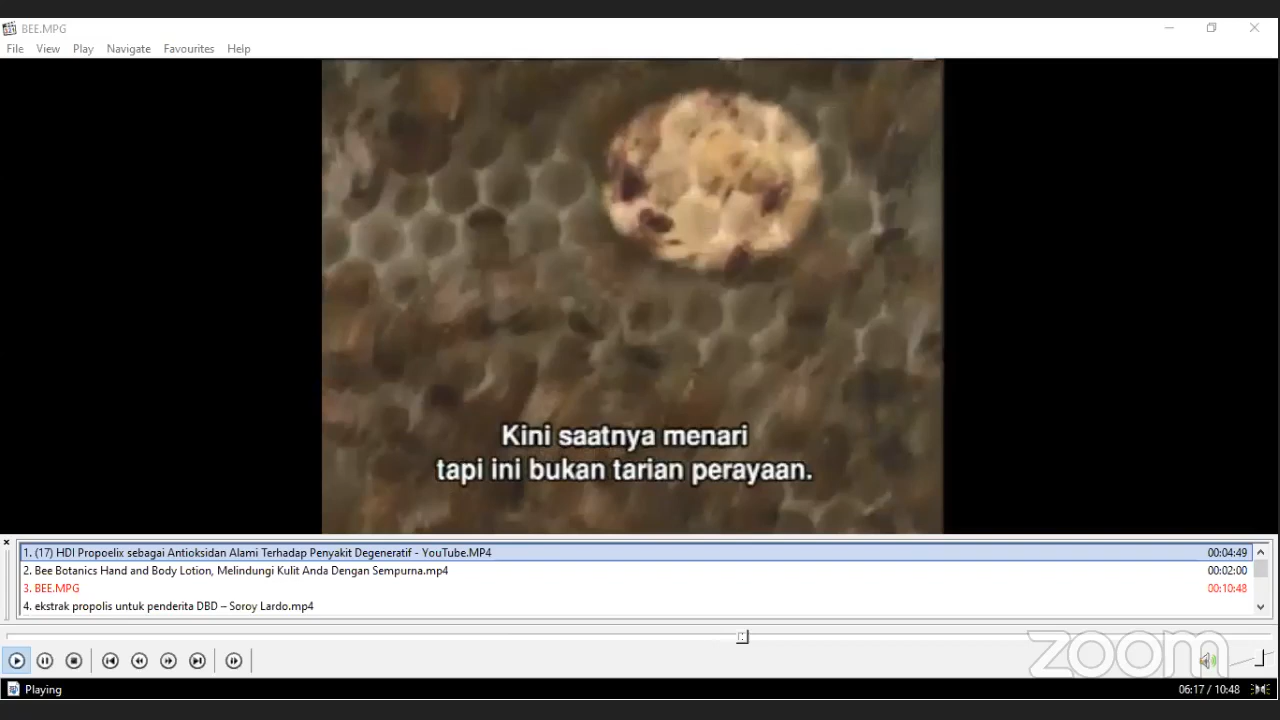 BEE.MPG
File View Play Navigate Favourites Help
Kini saatnya menari
tapi ini bukan tarian perayaan.
1. (17) HDI Propoelix sebagai Antioksidan Alami Terhadap Penyakit Degeneratif - YouTube.MP4 00:04:49
2. Bee Botanics Hand and Body Lotion, Melindungi Kulit Anda Dengan Sempurna.mp4 00:02:00
3. BEE.MPG 00:10:48
4. ekstrak propolis untuk penderita DBD – Soroy Lardo.mp4
zoom
Playing 06:17 / 10:48